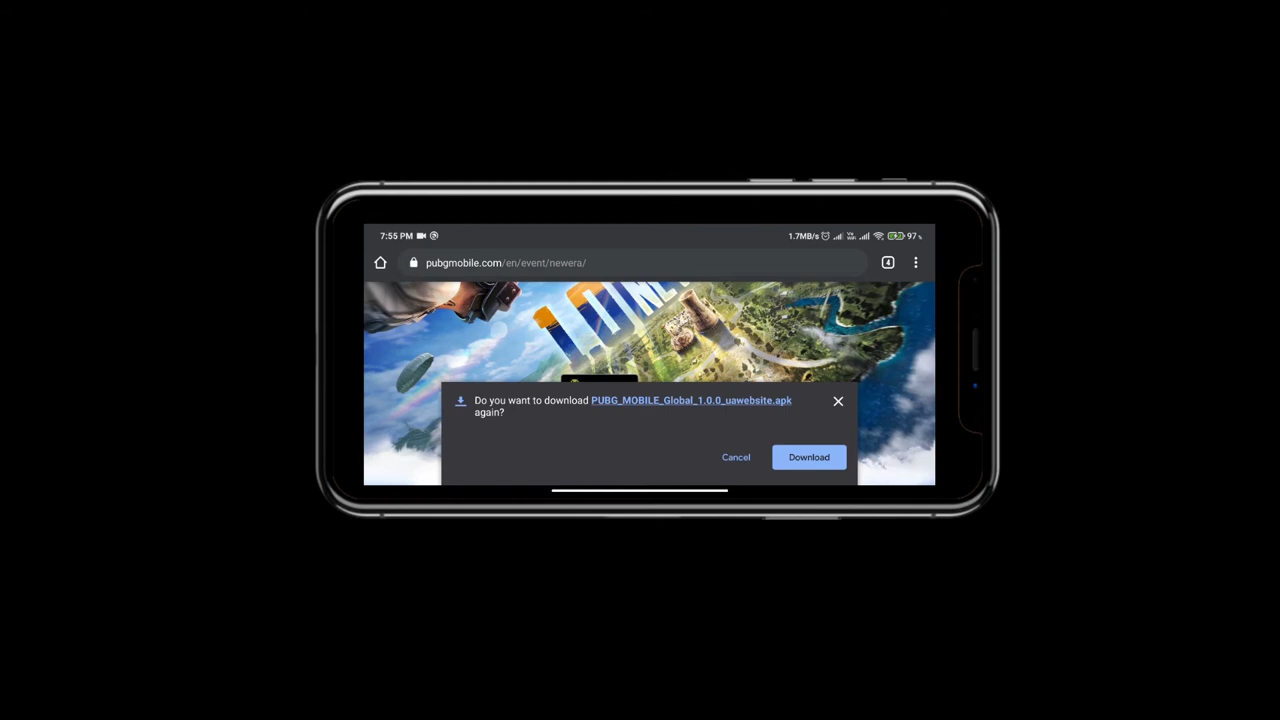 7:55 PM
1.7MB/s
97
pubgmobile.com/en/event/newera/
4
Do you want to download PUBG_MOBILE_Global_1.0.0_uawebsite.apk
again?
Cancel
Download